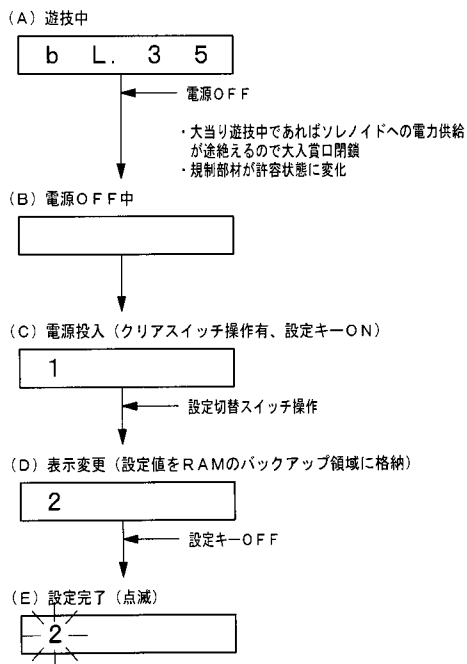 (A) 遊技中
b L. 3 5
電源OFF
・大当り遊技中であればソレノイドへの電力供給
が途絶えるので大入賞口閉鎖
・規制部材が許容状態に変化
(B) 電源OFF中
(C) 電源投入（クリアスイッチ操作有、設定キーON）
1
設定切替スイッチ操作
(D) 表示変更（設定値をRAMのバックアップ領域に格納）
2
設定キーOFF
(E) 設定完了（点滅）
2